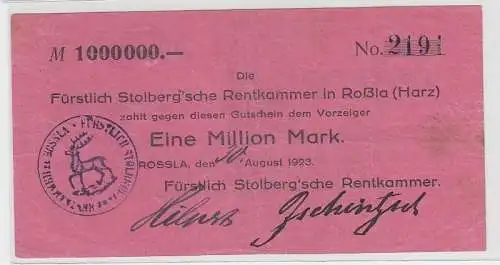 M 1000000.— No. 2191
Die
Fürstlich Stolberg'sche Rentkammer in Roßla (Harz)
zahlt gegen diesen Gutschein dem Vorzeiger
Eine Million Mark.
ROSSLA, den 10. August 1923.
Fürstlich Stolberg'sche Rentkammer.